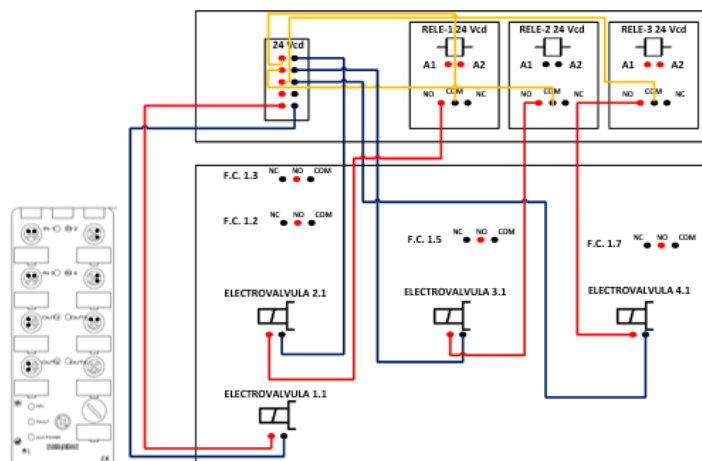 24 Vcd
RELE-1 24 Vcd
A1 A2
NO COM NC
RELE-2 24 Vcd
A1 A2
NO COM NC
RELE-3 24 Vcd
A1 A2
NO COM NC
F.C. 1.3
NC NO COM
F.C. 1.2
NC NO COM
F.C. 1.5
NC NO COM
F.C. 1.7
NC NO COM
ELECTROVALVULA 2.1
ELECTROVALVULA 3.1
ELECTROVALVULA 4.1
ELECTROVALVULA 1.1
AUX POWER
CE